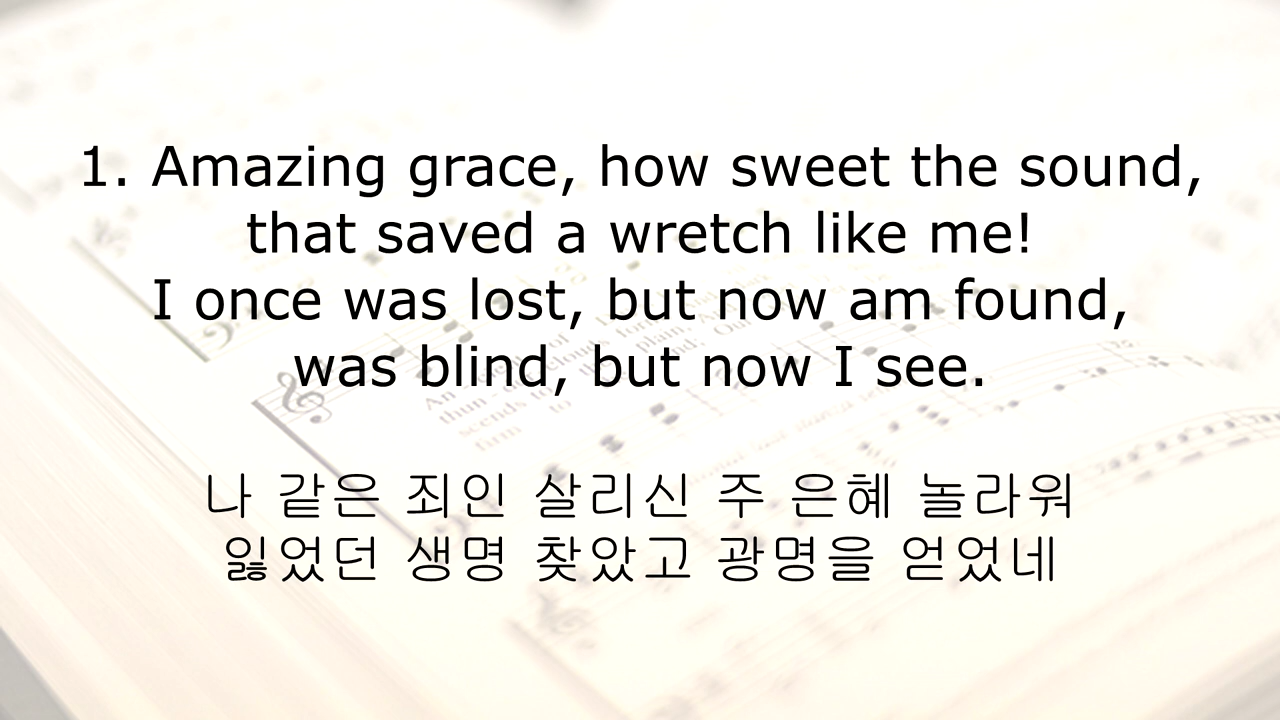 1. Amazing grace, how sweet the sound,
that saved a wretch like me!
I once was lost, but now am found,
was blind, but now I see.
나 같은 죄인 살리신 주 은혜 놀라워
잃었던 생명 찾았고 광명을 얻었네